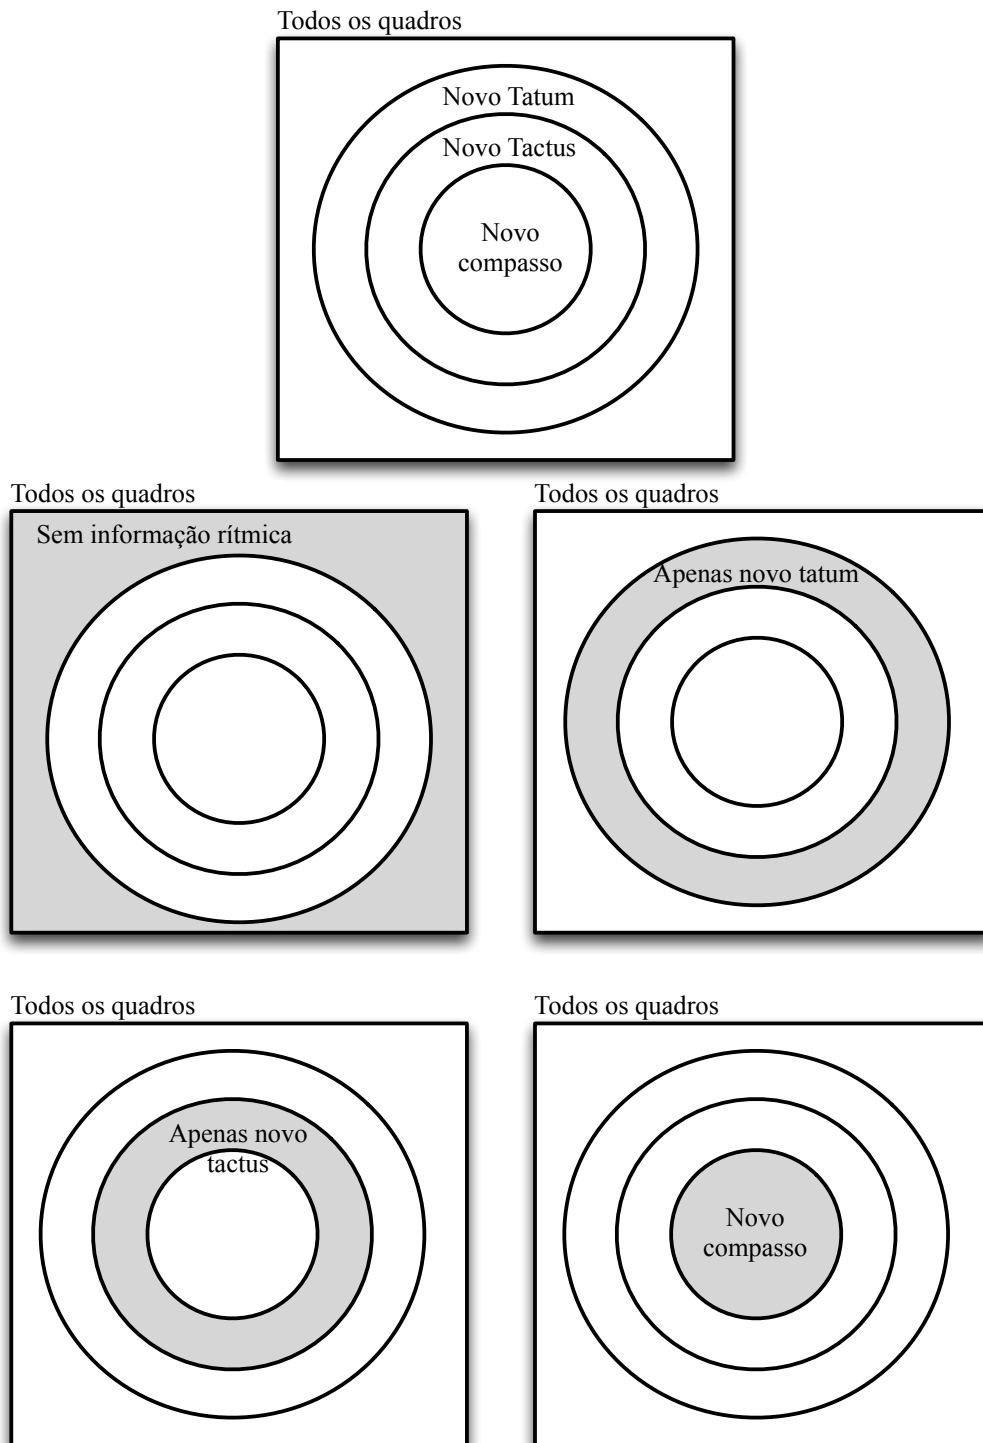 Todos os quadros
Novo Tatum
Novo Tactus
Novo
compasso
Todos os quadros
Sem informação rítmica
Todos os quadros
Apenas novo tatum
Todos os quadros
Apenas novo
tactus
Todos os quadros
Novo
compasso